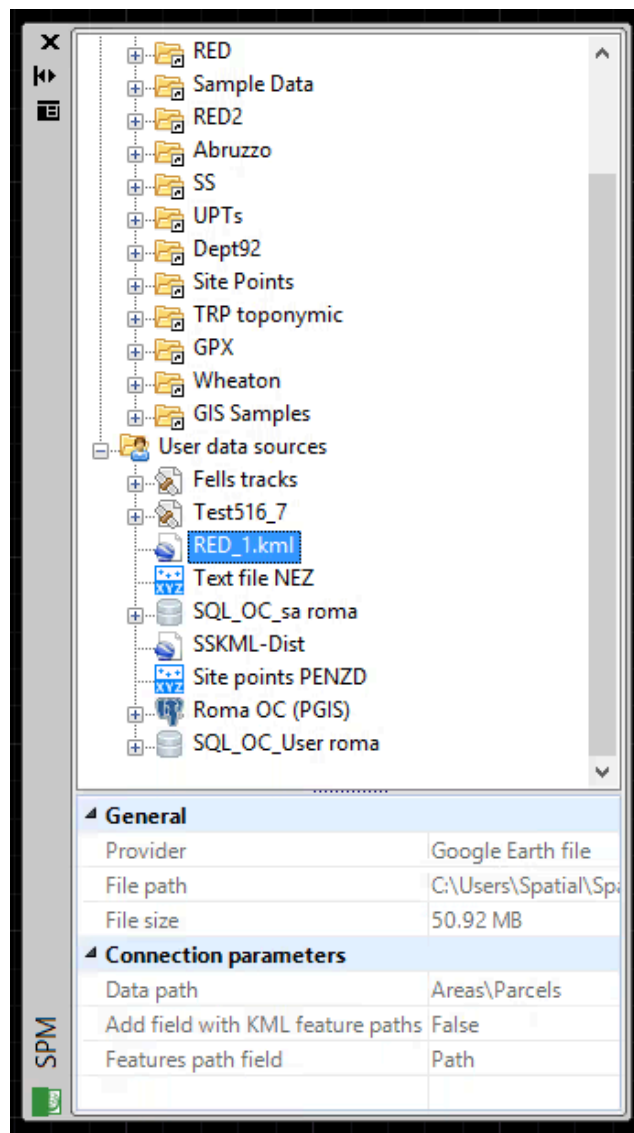 RED
Sample Data
RED2
Abruzzo
SS
UPTs
Dept92
Site Points
TRP toponymic
GPX
Wheaton
GIS Samples
User data sources
Fells tracks
Test516_7
RED_1.kml
XYZ Text file NEZ
SQL_OC_sa roma
SSKML-Dist
XYZ Site points PENZD
Roma OC (PGIS)
SQL_OC_User roma
General
Provider Google Earth file
File path C:\Users\Spatial\Spa
File size 50.92 MB
Connection parameters
Data path Areas\Parcels
Add field with KML feature paths False
Features path field Path
SPM